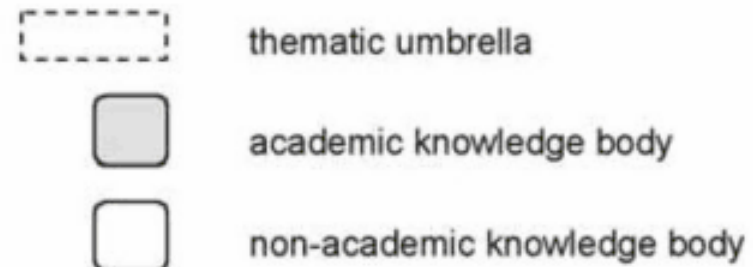 thematic umbrella
academic knowledge body
non-academic knowledge body